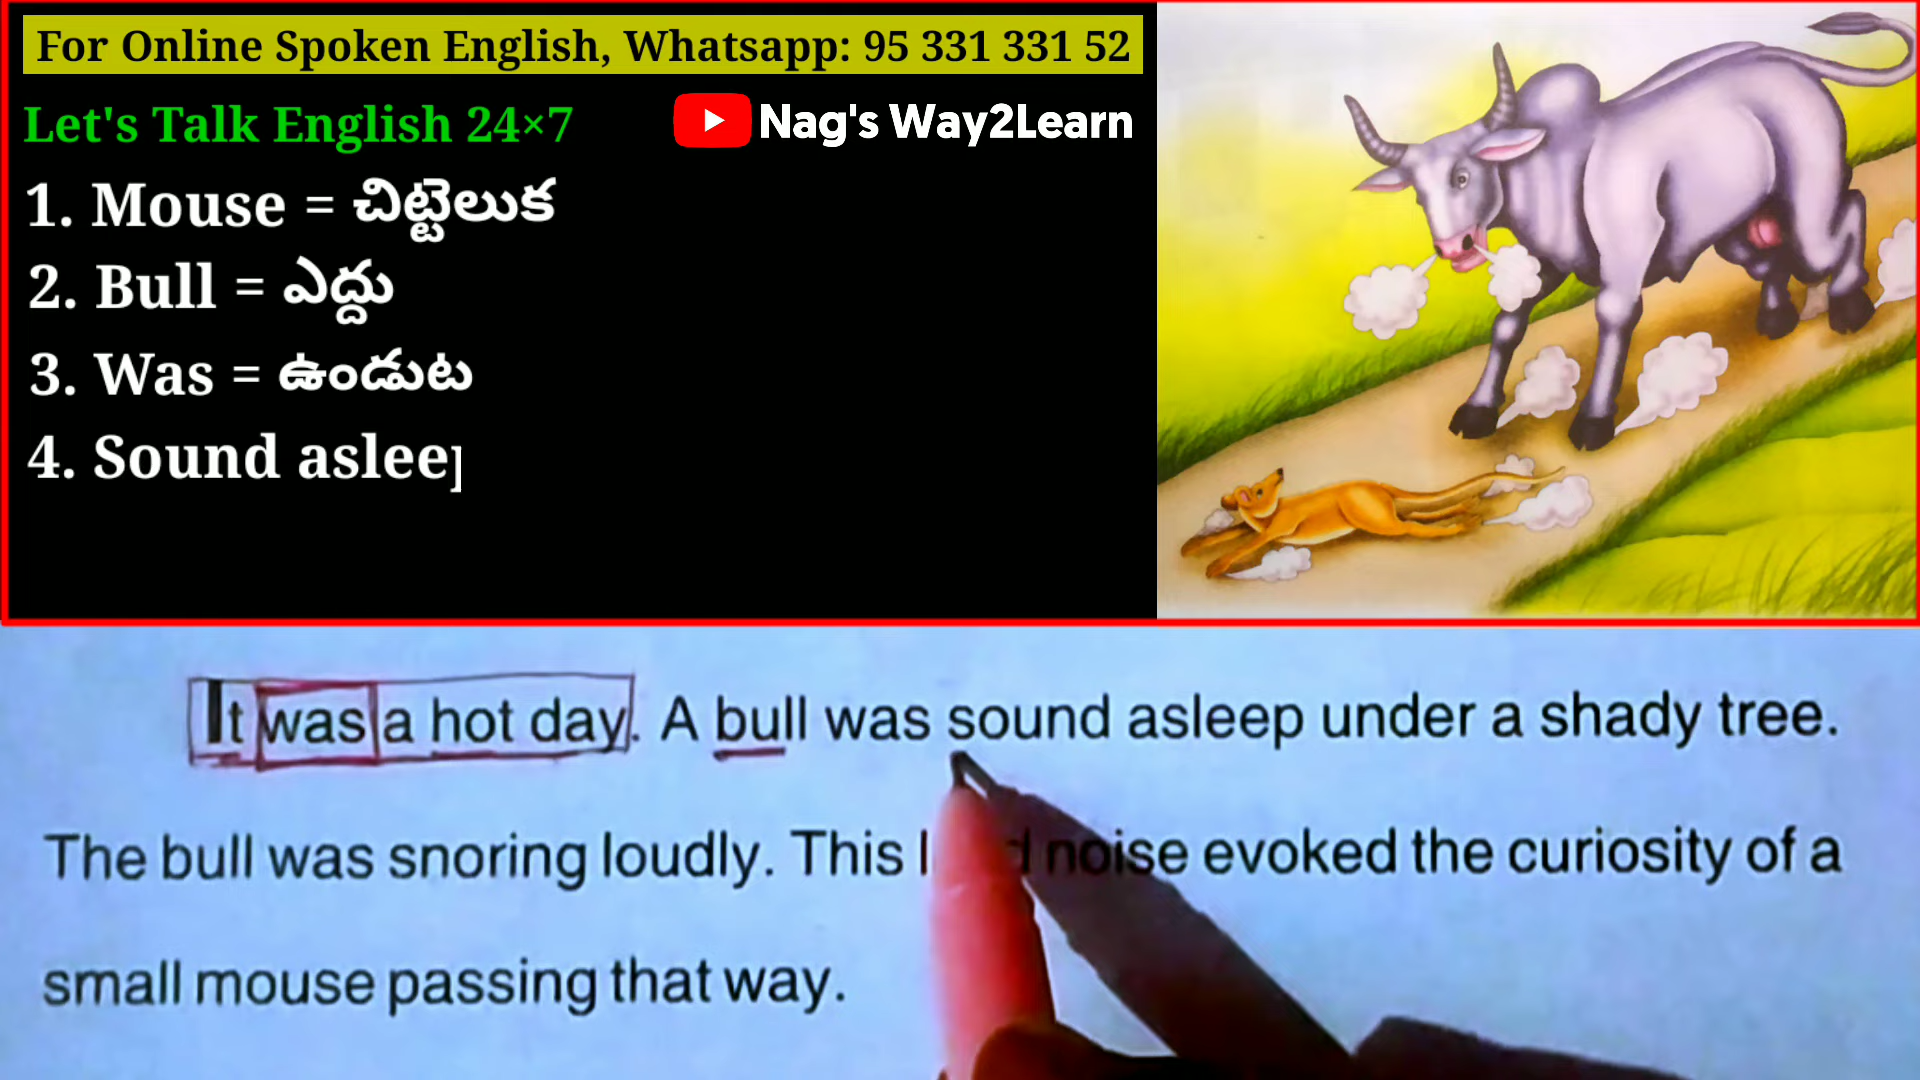 For Online Spoken English, Whatsapp: 95 331 331 52
Let's Talk English 24×7
Nag's Way2Learn
1. Mouse = చిట్టెలుక
2. Bull = ఎద్దు
3. Was = ఉండుట
4. Sound
It was a hot day. A bull was sound asleep under a shady tree.
The bull was snoring loudly. This noise evoked the curiosity of a
small mouse passing that way.